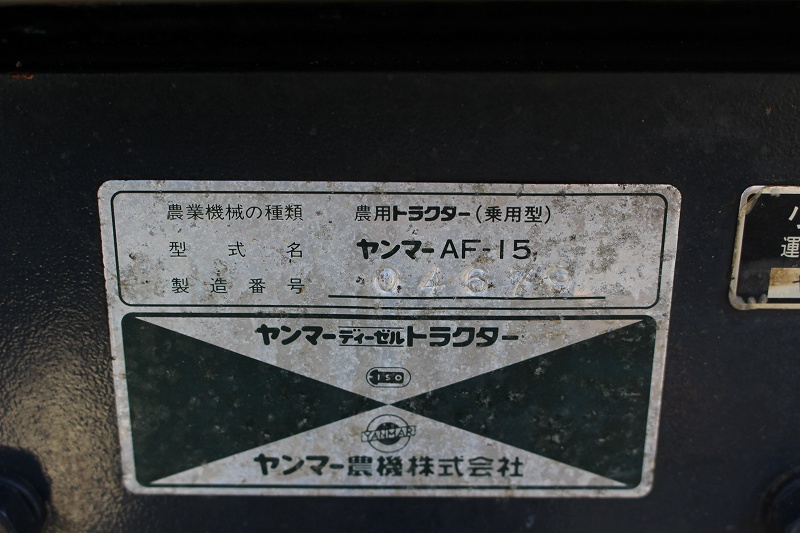 農業機械の種類 農用トラクター(乗用型)
型式名 ヤンマーAF-15
製造番号
ヤンマーディーゼルトラクター
ISO
YANMAR
ヤンマー農機株式会社
運